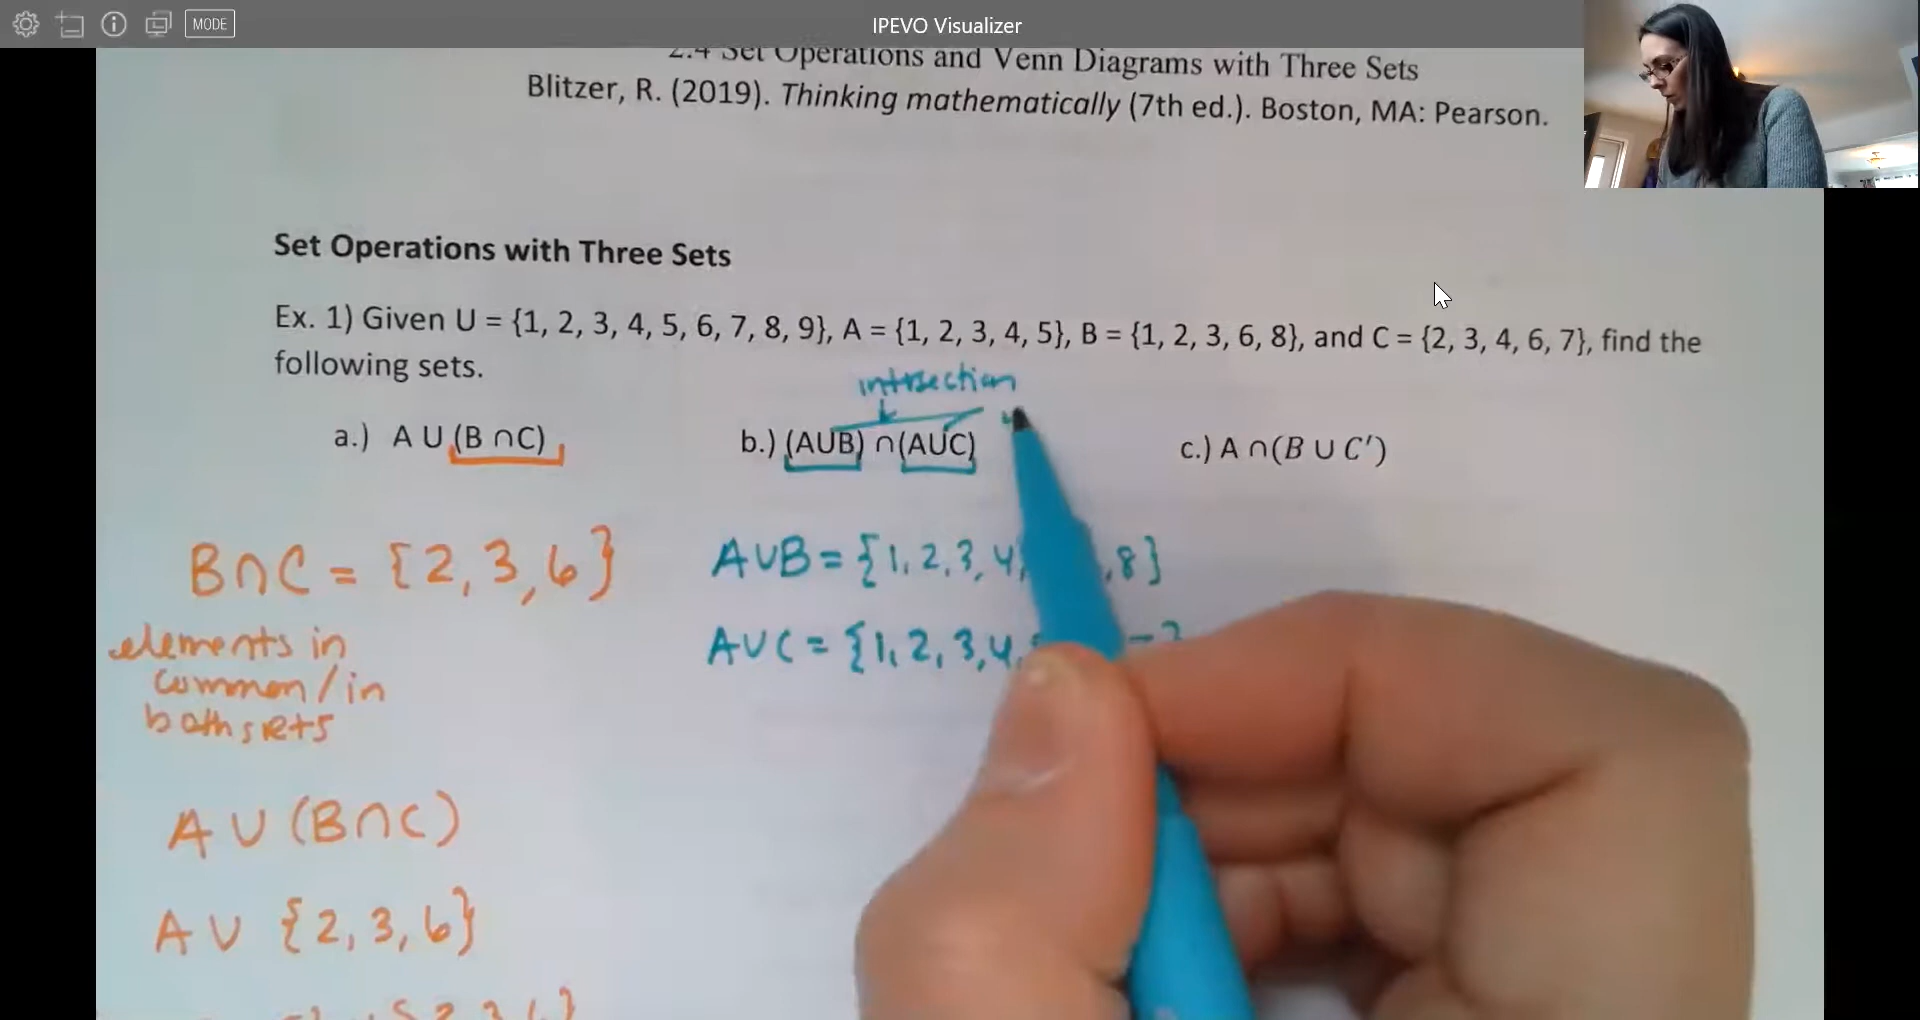 MODE
IPEVO Visualizer
2.4 Set Operations and Venn Diagrams with Three Sets
Blitzer, R. (2019). Thinking mathematically (7th ed.). Boston, MA: Pearson.
Set Operations with Three Sets
Ex. 1) Given U = {1, 2, 3, 4, 5, 6, 7, 8, 9}, A = {1, 2, 3, 4, 5}, B = {1, 2, 3, 6, 8}, and C = {2, 3, 4, 6, 7}, find the
following sets.
intrsection
a.) A ∪ (B ∩C)
b.) (A∪B) ∩(A∪C)
c.) A ∩(B ∪ C′)
B∩C = {2, 3, 6}
elements in
common/in
both sets
A ∪ (B∩C)
A ∪ {2, 3, 6}
A∪B = {1, 2, 3, 4, ,8}
A∪C = {1, 2, 3, 4,